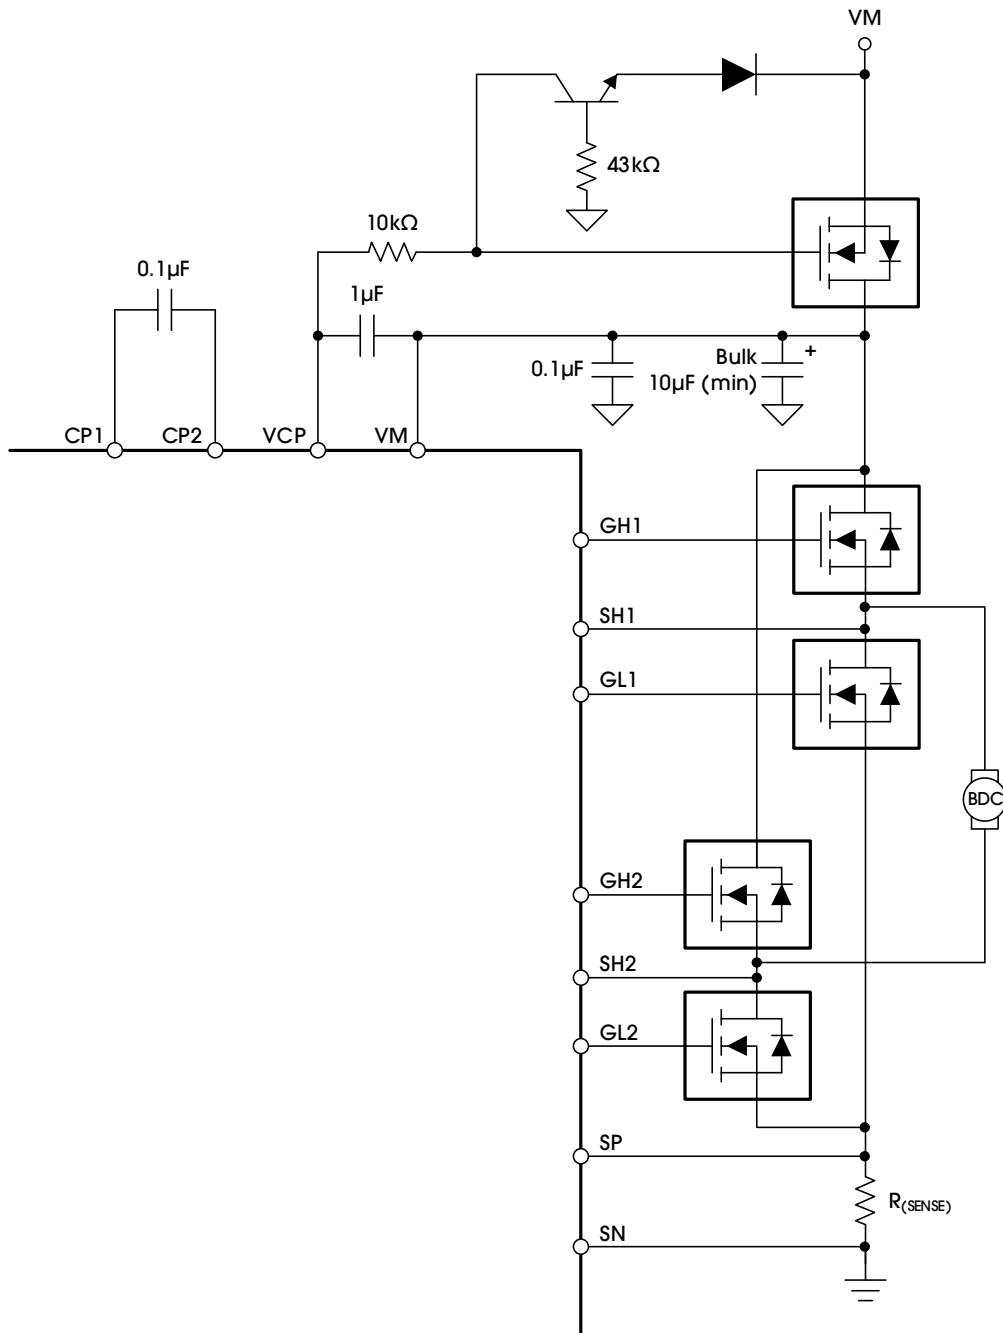 VM
43kΩ
10kΩ
0.1µF
1µF
0.1µF
Bulk
10µF (min)
+
CP1
CP2
VCP
VM
GH1
SH1
GL1
BDC
GH2
SH2
GL2
SP
R(SENSE)
SN